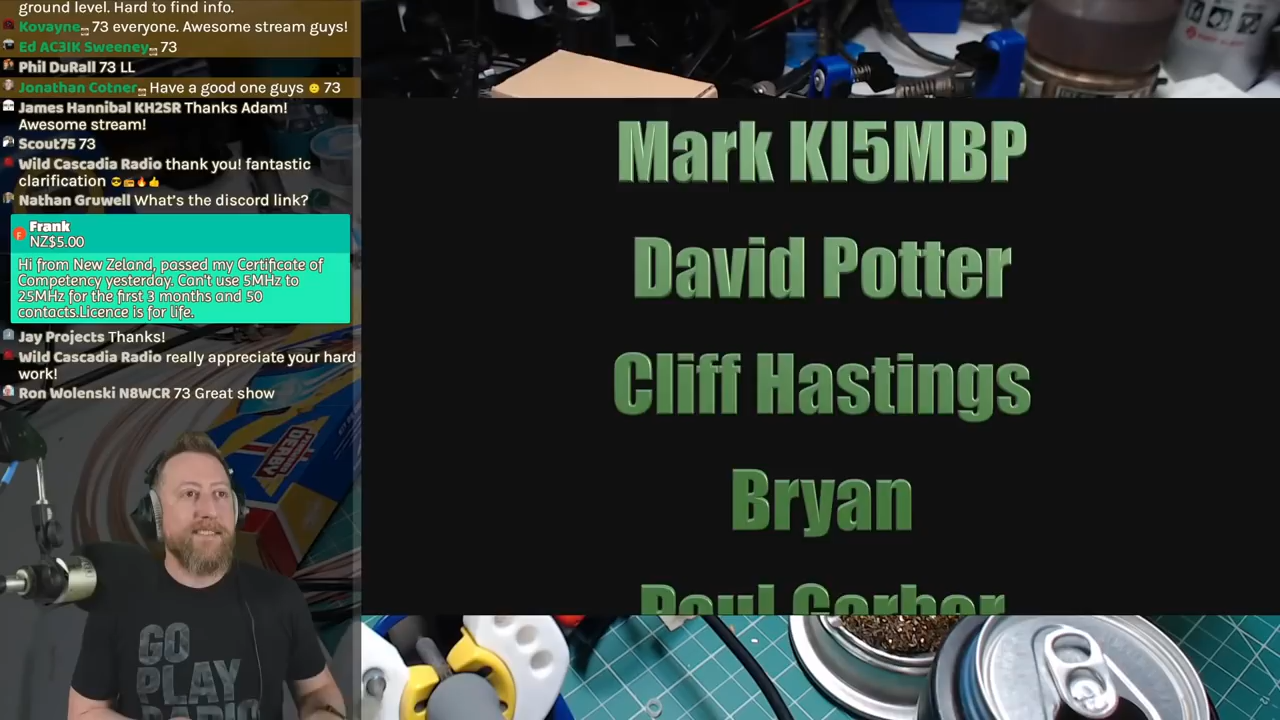 ground level. Hard to find info.
Kovayne 73 everyone. Awesome stream guys!
Ed AC3IK Sweeney 73
Phil DuRall 73 LL
Jonathan Cotner Have a good one guys 73
James Hannibal KH2SR Thanks Adam!
Awesome stream!
Scout75 73
Wild Cascadia Radio thank you! fantastic
clarification
Nathan Gruwell What's the discord link?
F
Frank
NZ$5.00
Hi from New Zeland, passed my Certificate of
Competency yesterday. Can't use 5MHz to
25MHz for the first 3 months and 50
contacts.Licence is for life.
Jay Projects Thanks!
Wild Cascadia Radio really appreciate your hard
work!
Ron Wolenski N8WCR 73 Great show
Mark KI5MBP
David Potter
Cliff Hastings
Bryan
DERBY
GO
PLAY
RADIO